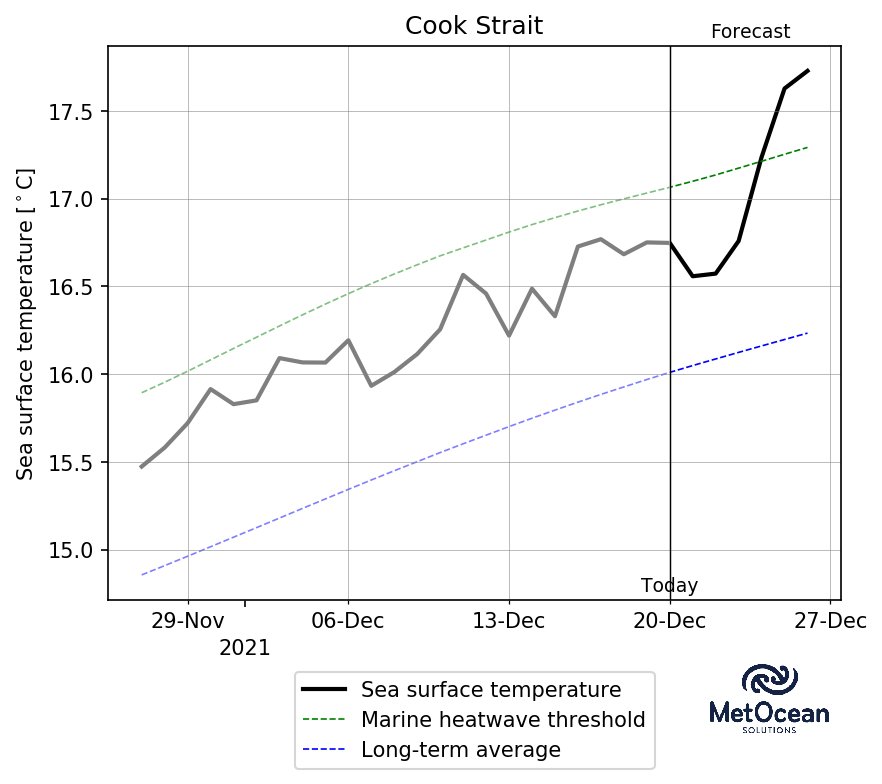 Cook Strait
Forecast
Sea surface temperature [°C]
17.5
17.0
16.5
16.0
15.5
15.0
Today
29-Nov 06-Dec 13-Dec 20-Dec 27-Dec
2021
Sea surface temperature
Marine heatwave threshold
Long-term average
MetOcean
SOLUTIONS